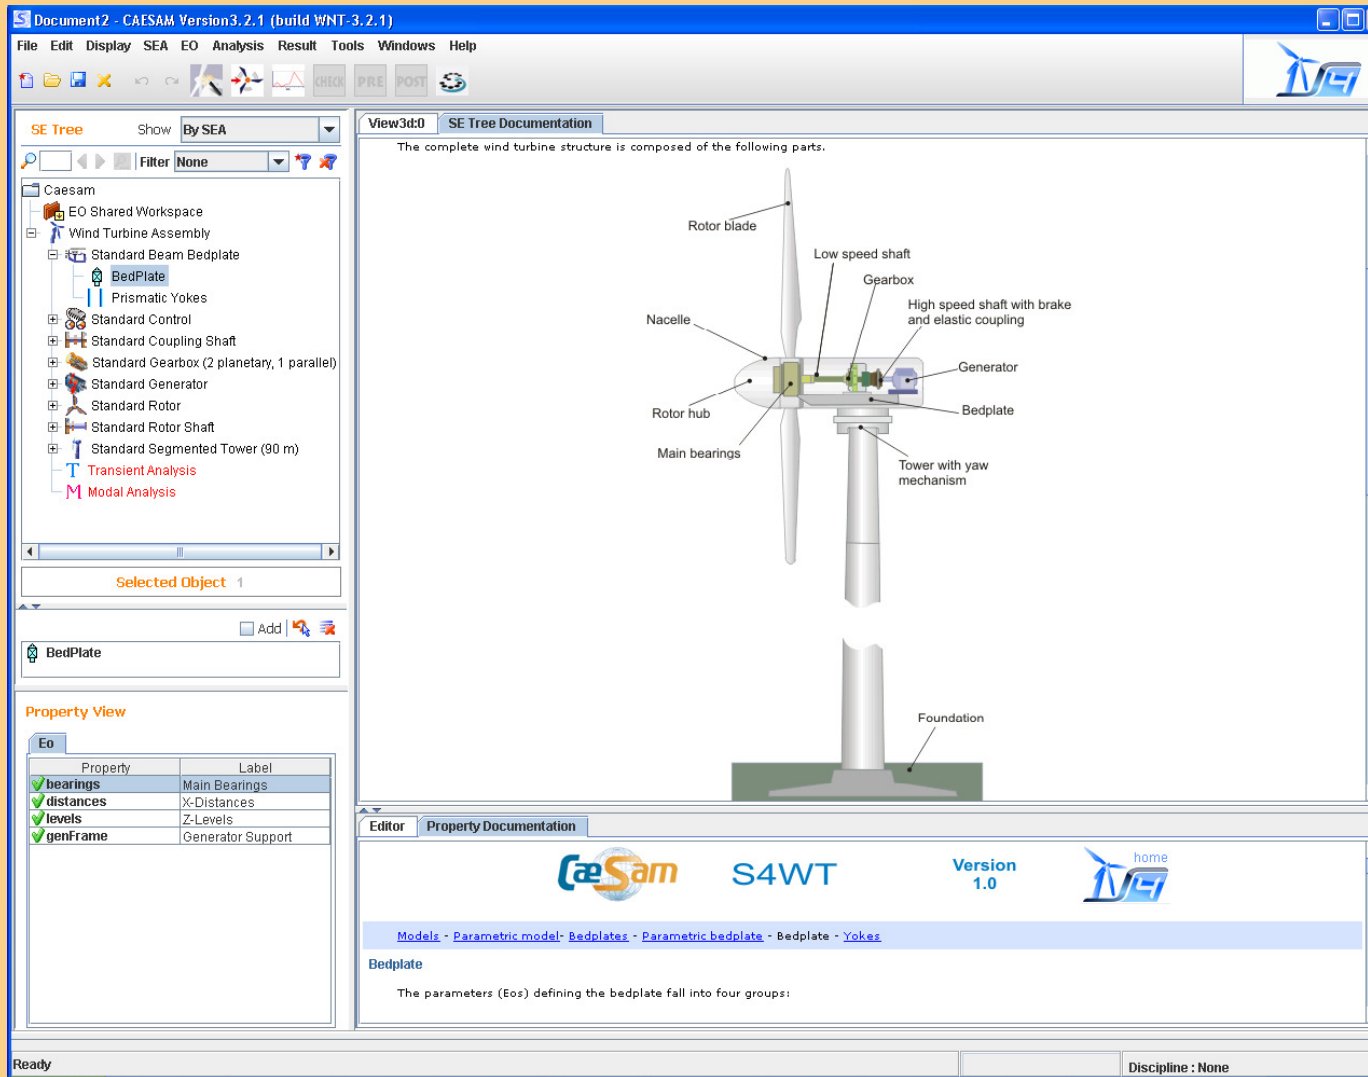 Document2 - CAESAM Version3.2.1 (build WNT-3.2.1)
File Edit Display SEA EO Analysis Result Tools Windows Help
CHECK PRE POST
SE Tree Show By SEA
Filter None
Caesam
EO Shared Workspace
Wind Turbine Assembly
Standard Beam Bedplate
BedPlate
Prismatic Yokes
Standard Control
Standard Coupling Shaft
Standard Gearbox (2 planetary, 1 parallel)
Standard Generator
Standard Rotor
Standard Rotor Shaft
Standard Segmented Tower (90 m)
T Transient Analysis
M Modal Analysis
Selected Object 1
Add
BedPlate
Property View
Eo
Property Label
bearings Main Bearings
distances X-Distances
levels Z-Levels
genFrame Generator Support
View3d:0 SE Tree Documentation
The complete wind turbine structure is composed of the following parts.
Rotor blade
Low speed shaft
Gearbox
High speed shaft with brake
and elastic coupling
Nacelle
Generator
Rotor hub
Bedplate
Main bearings
Tower with yaw
mechanism
Foundation
Editor Property Documentation
CæSam
S4WT
Version
1.0
home
Models - Parametric model- Bedplates - Parametric bedplate - Bedplate - Yokes
Bedplate
The parameters (Eos) defining the bedplate fall into four groups:
Ready
Discipline : None